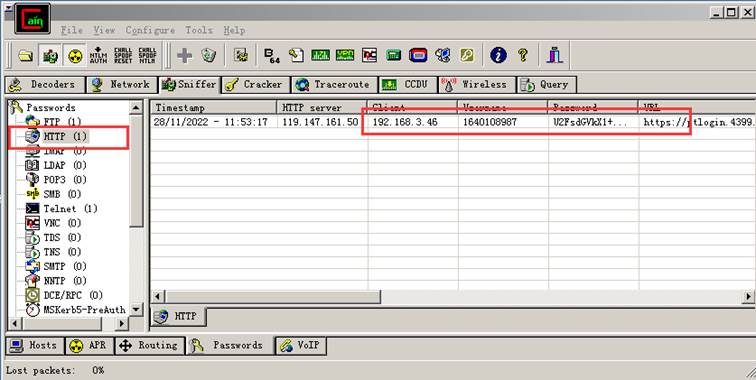 Cain
File View Configure Tools Help
NTLM AUTH CHALL SPOOF RESET CHALL SPOOF NTLM B 64
Decoders Network Sniffer Cracker Traceroute CCDU Wireless Query
Passwords
FTP (1)
HTTP (1)
IMAP (0)
LDAP (0)
POP3 (0)
SMB (0)
Telnet (1)
VNC (0)
TDS (0)
TNS (0)
SMTP (0)
NNTP (0)
DCE/RPC (0)
MSKerb5-PreAuth
Timestamp HTTP server Client Username Password URL
28/11/2022 - 11:53:17 119.147.161.50 192.168.3.46 1640108987 U2FsdGVkX1+... https://ptlogin.4399.
HTTP
Hosts APR Routing Passwords VoIP
Lost packets: 0%